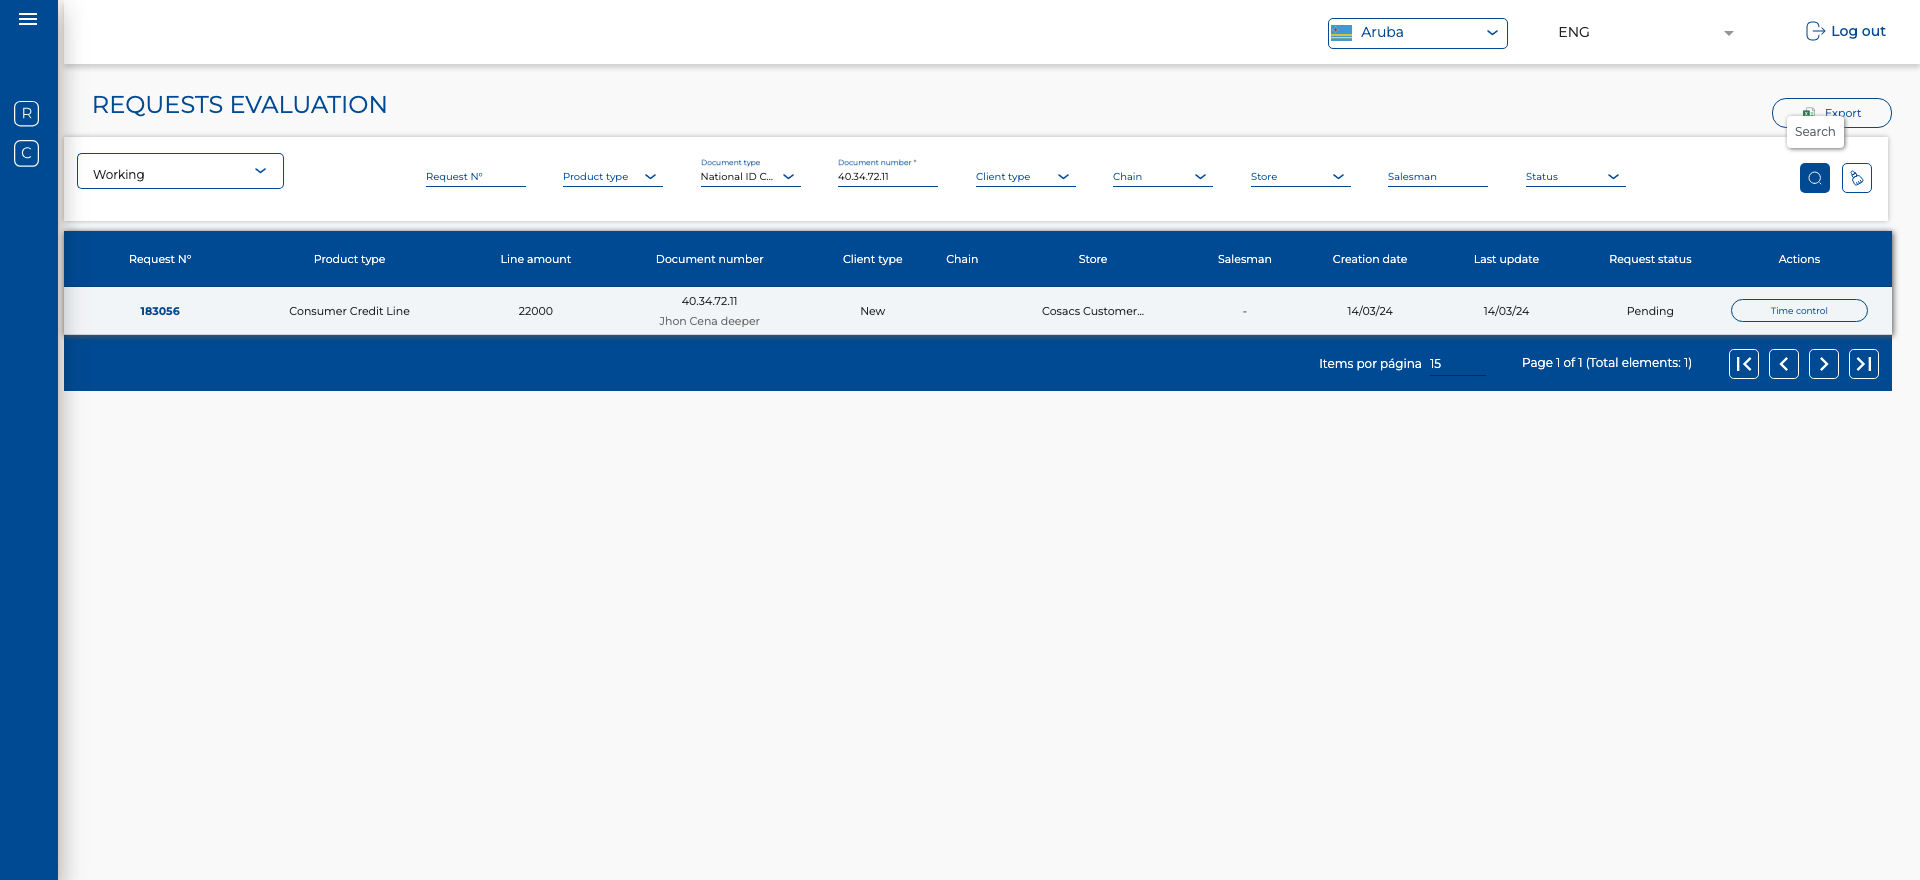 Aruba
ENG
Log out
R
C
REQUESTS EVALUATION
Export
Search
Working
Request Nº
Product type
Document type
National ID C...
Document number *
40.34.72.11
Client type
Chain
Store
Salesman
Status
Request Nº Product type Line amount Document number Client type Chain Store Salesman Creation date Last update Request status Actions
183056 Consumer Credit Line 22000 40.34.72.11 New Cosacs Customer... - 14/03/24 14/03/24 Pending Time control
Jhon Cena deeper
Items por página 15 Page 1 of 1 (Total elements: 1)